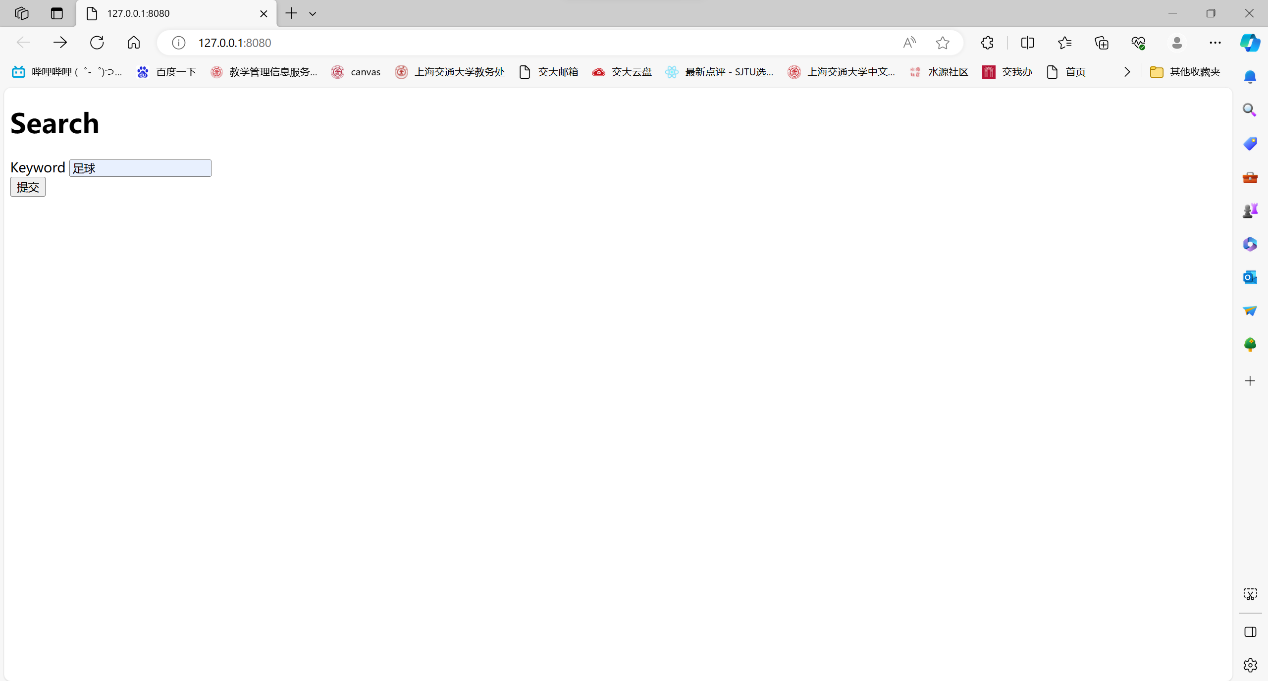 127.0.0.1:8080
127.0.0.1:8080
哔哩哔哩 ( ゜- ゜)つ...
百度一下
教学管理信息服务...
canvas
上海交通大学教务处
交大邮箱
交大云盘
最新点评 - SJTU选...
上海交通大学中文...
水源社区
交我办
首页
其他收藏夹
Search
Keyword 足球
提交